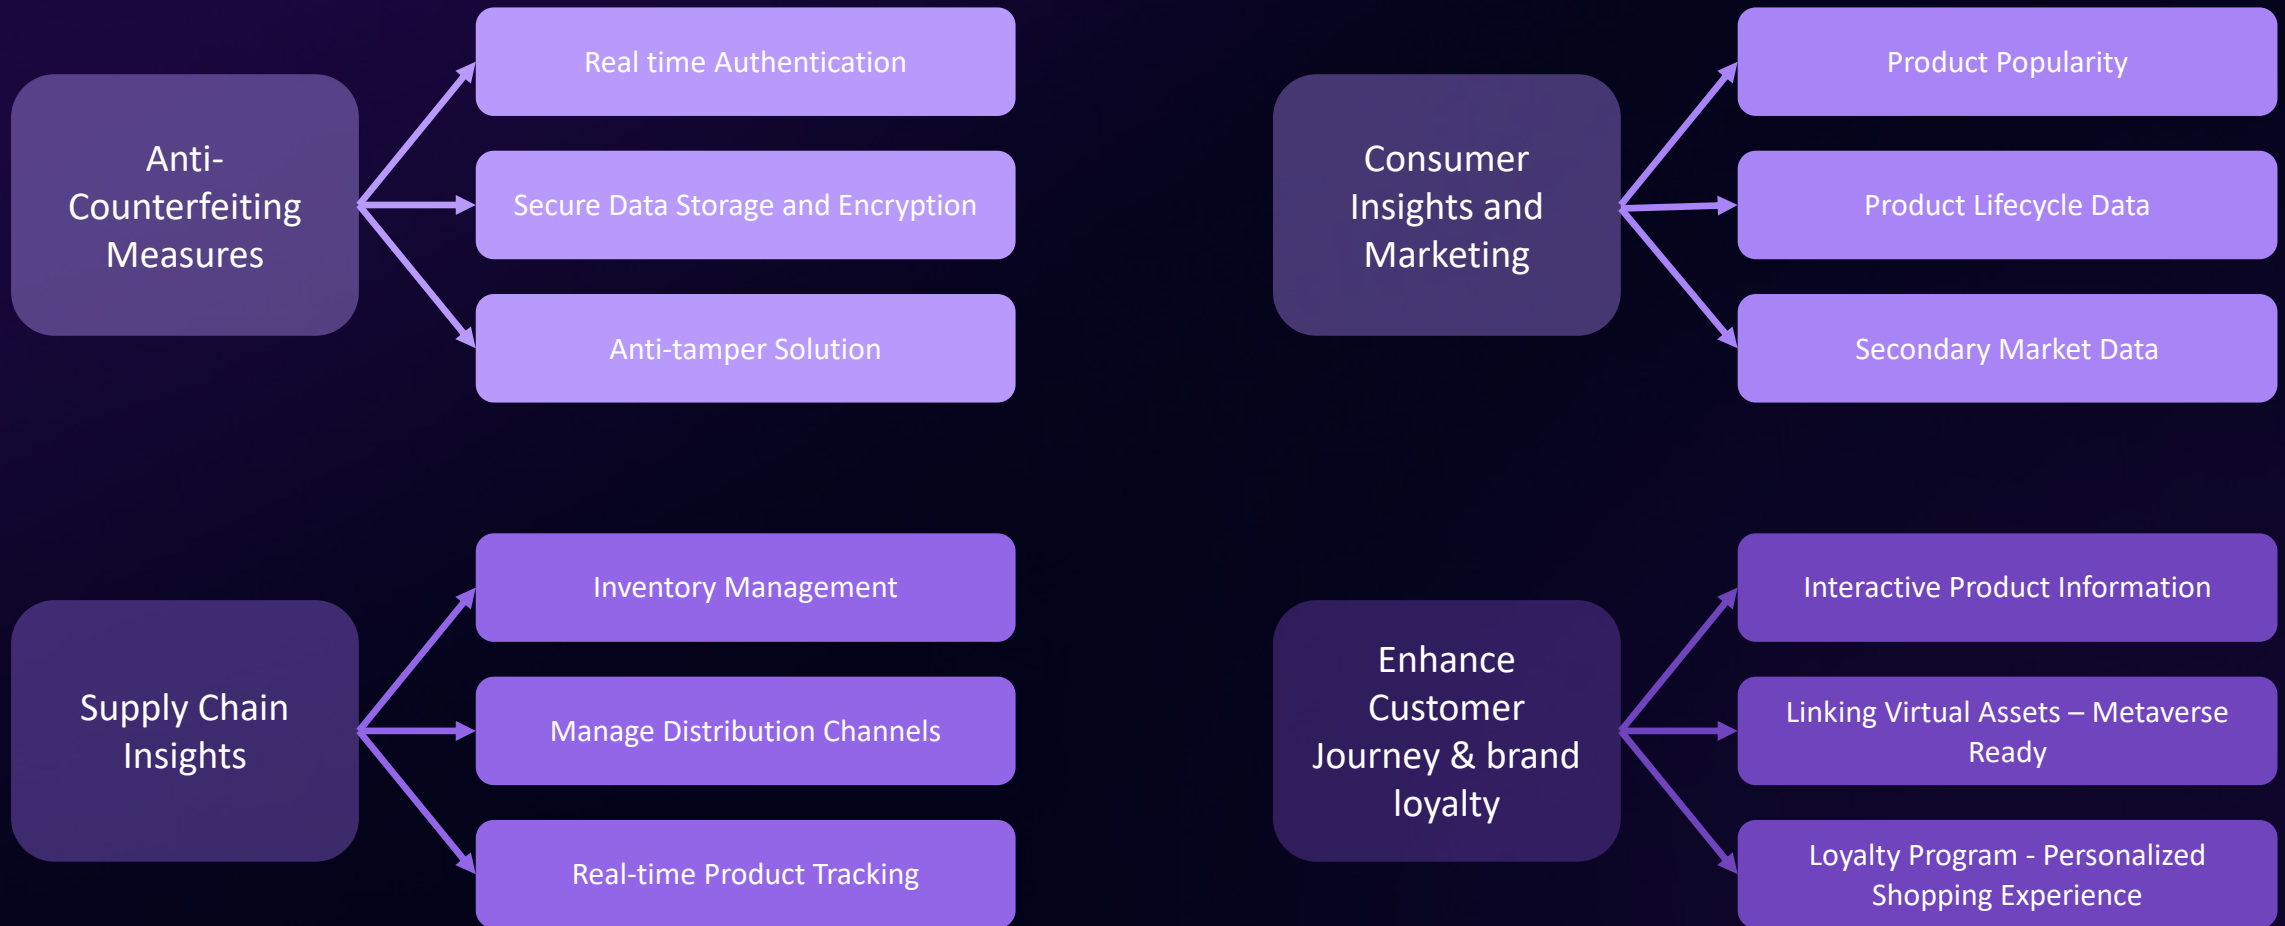 Anti-
Counterfeiting
Measures
Real time Authentication
Secure Data Storage and Encryption
Anti-tamper Solution
Consumer
Insights and
Marketing
Product Popularity
Product Lifecycle Data
Secondary Market Data
Supply Chain
Insights
Inventory Management
Manage Distribution Channels
Real-time Product Tracking
Enhance
Customer
Journey & brand
loyalty
Interactive Product Information
Linking Virtual Assets – Metaverse
Ready
Loyalty Program - Personalized
Shopping Experience